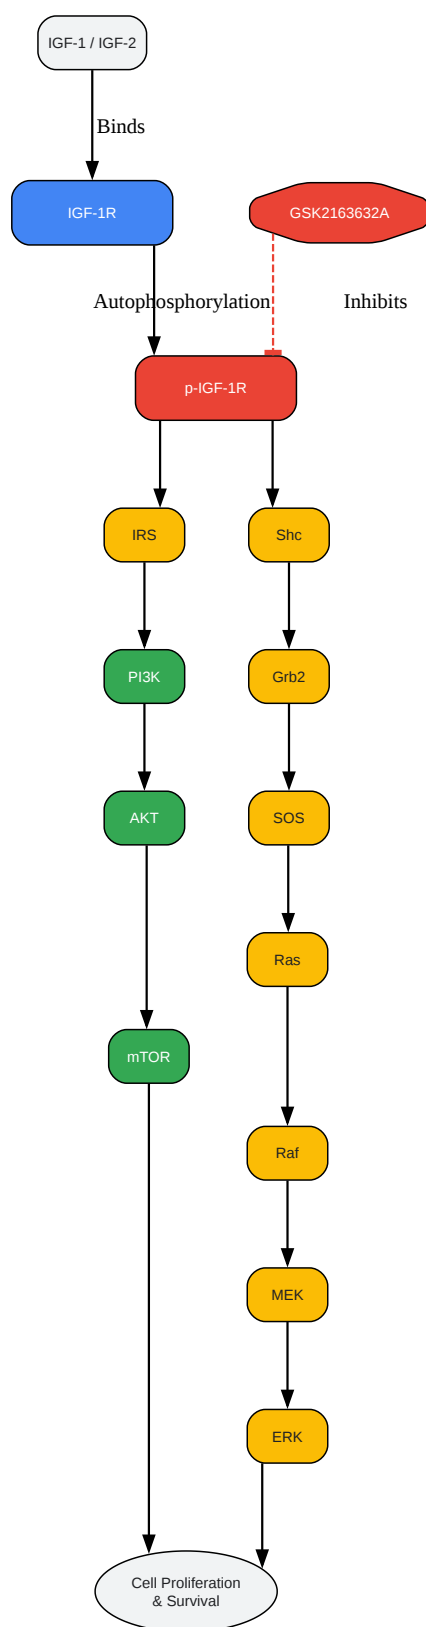 IGF-1 / IGF-2
Binds
IGF-1R
GSK2163632A
Autophosphorylation
Inhibits
p-IGF-1R
IRS
Shc
PI3K
Grb2
AKT
SOS
Ras
mTOR
Raf
MEK
ERK
Cell Proliferation
& Survival